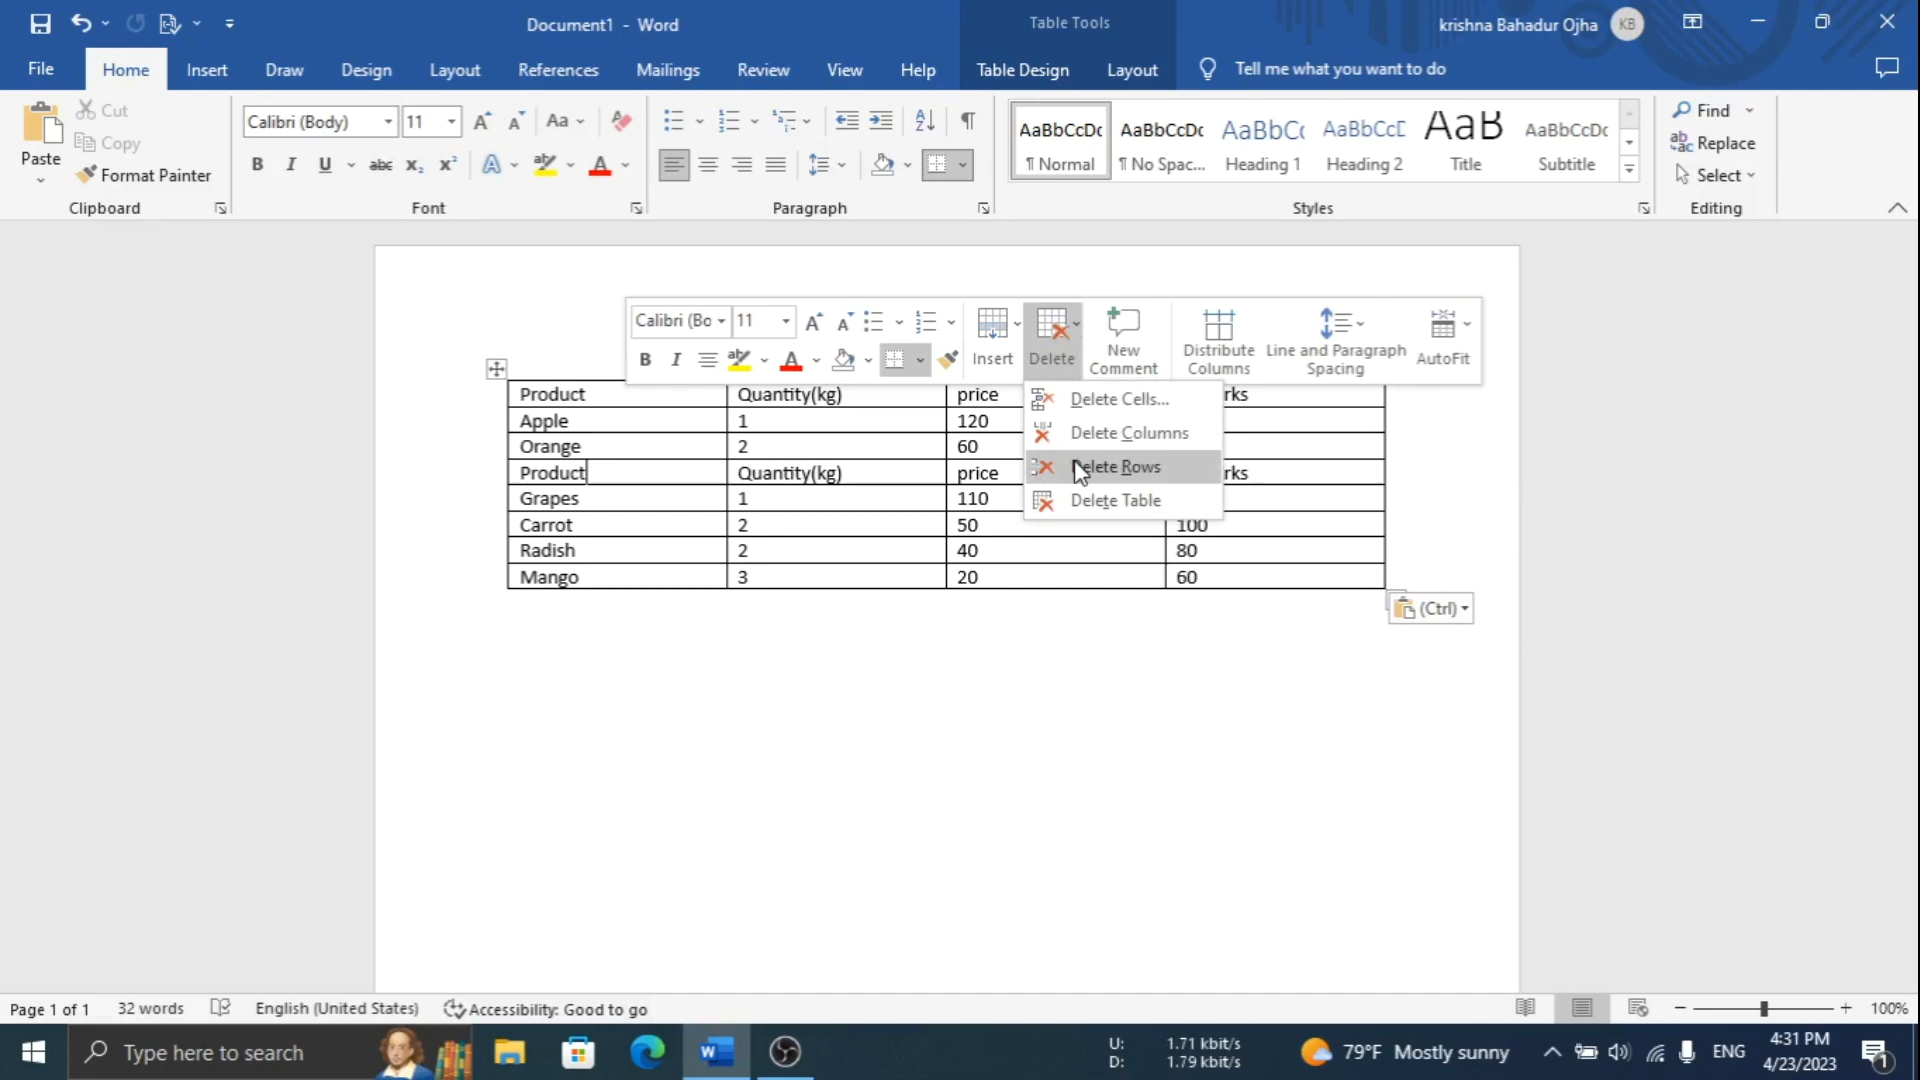 Document1 - Word
Table Tools
krishna Bahadur Ojha KB
File Home Insert Draw Design Layout References Mailings Review View Help Table Design Layout Tell me what you want to do
Paste
Cut
Copy
Format Painter
Clipboard
Calibri (Body) 11
Font
Paragraph
AaBbCcDc AaBbCcDc AaBbCc AaBbCcD AaB AaBbCcDc
¶ Normal ¶ No Spac... Heading 1 Heading 2 Title Subtitle
Styles
Find
Replace
Select
Editing
Calibri (Bo 11
Insert Delete New Comment Distribute Columns Line and Paragraph Spacing AutoFit
Delete Cells...
Delete Columns
Delete Rows
Delete Table
Product Quantity(kg) price rks
Apple 1 120
Orange 2 60
Product Quantity(kg) price rks
Grapes 1 110
Carrot 2 50 100
Radish 2 40 80
Mango 3 20 60
(Ctrl)
Page 1 of 1 32 words English (United States) Accessibility: Good to go 100%
Type here to search
U: 1.71 kbit/s
D: 1.79 kbit/s
79°F Mostly sunny
ENG
4:31 PM
4/23/2023
1